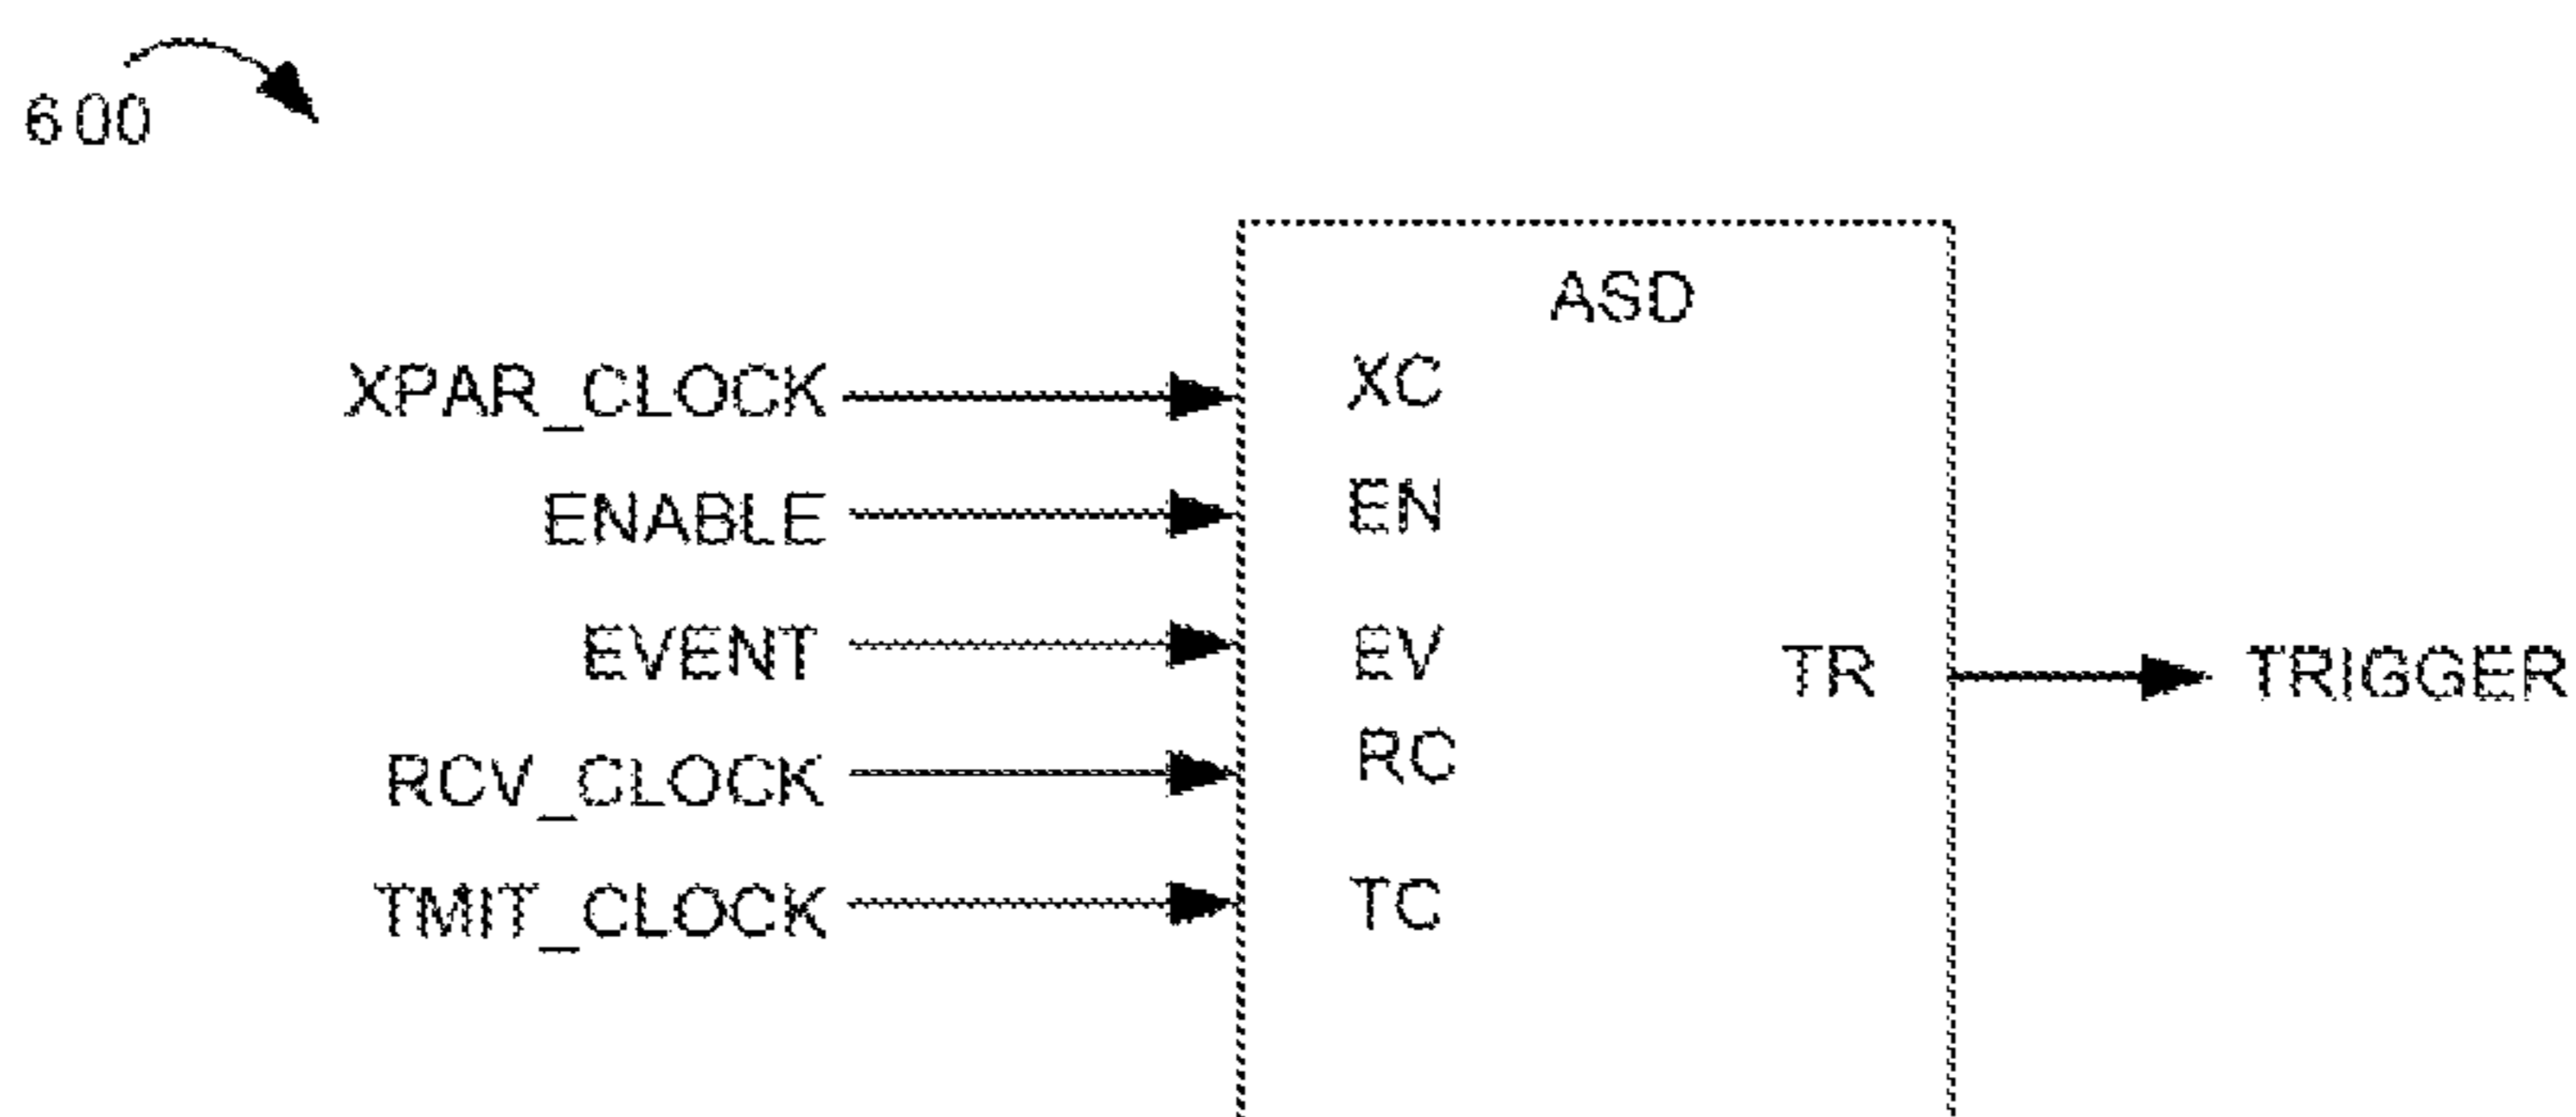 600
ASD
XPAR_CLOCK XC
ENABLE EN
EVENT EV TR TRIGGER
RCV_CLOCK RC
TMIT_CLOCK TC